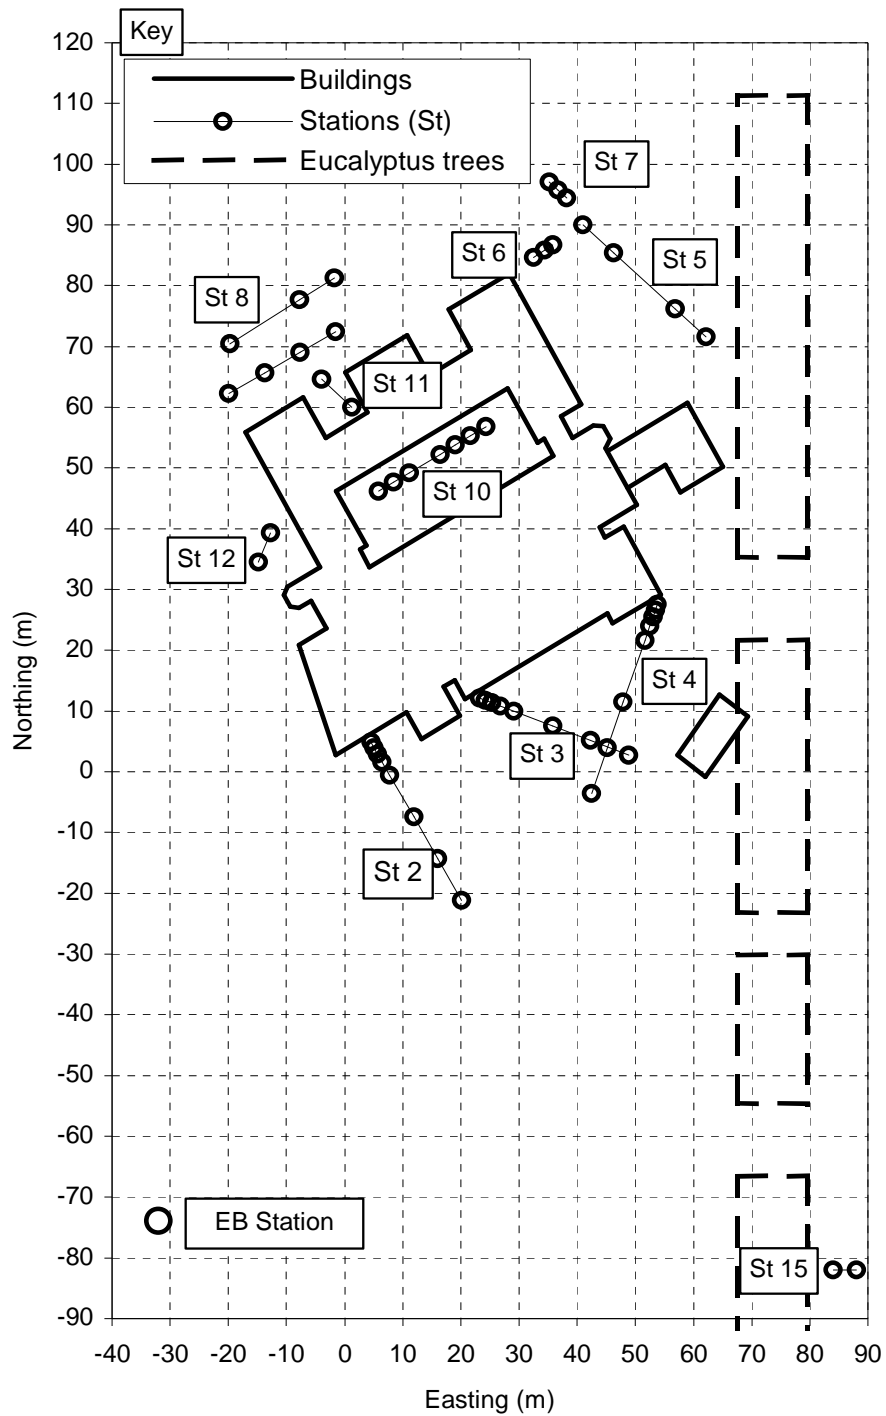 Key
Buildings
Stations (St)
Eucalyptus trees
St 7
St 6
St 5
St 8
St 11
St 10
St 12
St 4
St 3
St 2
EB Station
St 15
120
110
100
90
80
70
60
50
40
30
20
10
0
-10
-20
-30
-40
-50
-60
-70
-80
-90
Northing (m)
-40 -30 -20 -10 0 10 20 30 40 50 60 70 80 90
Easting (m)